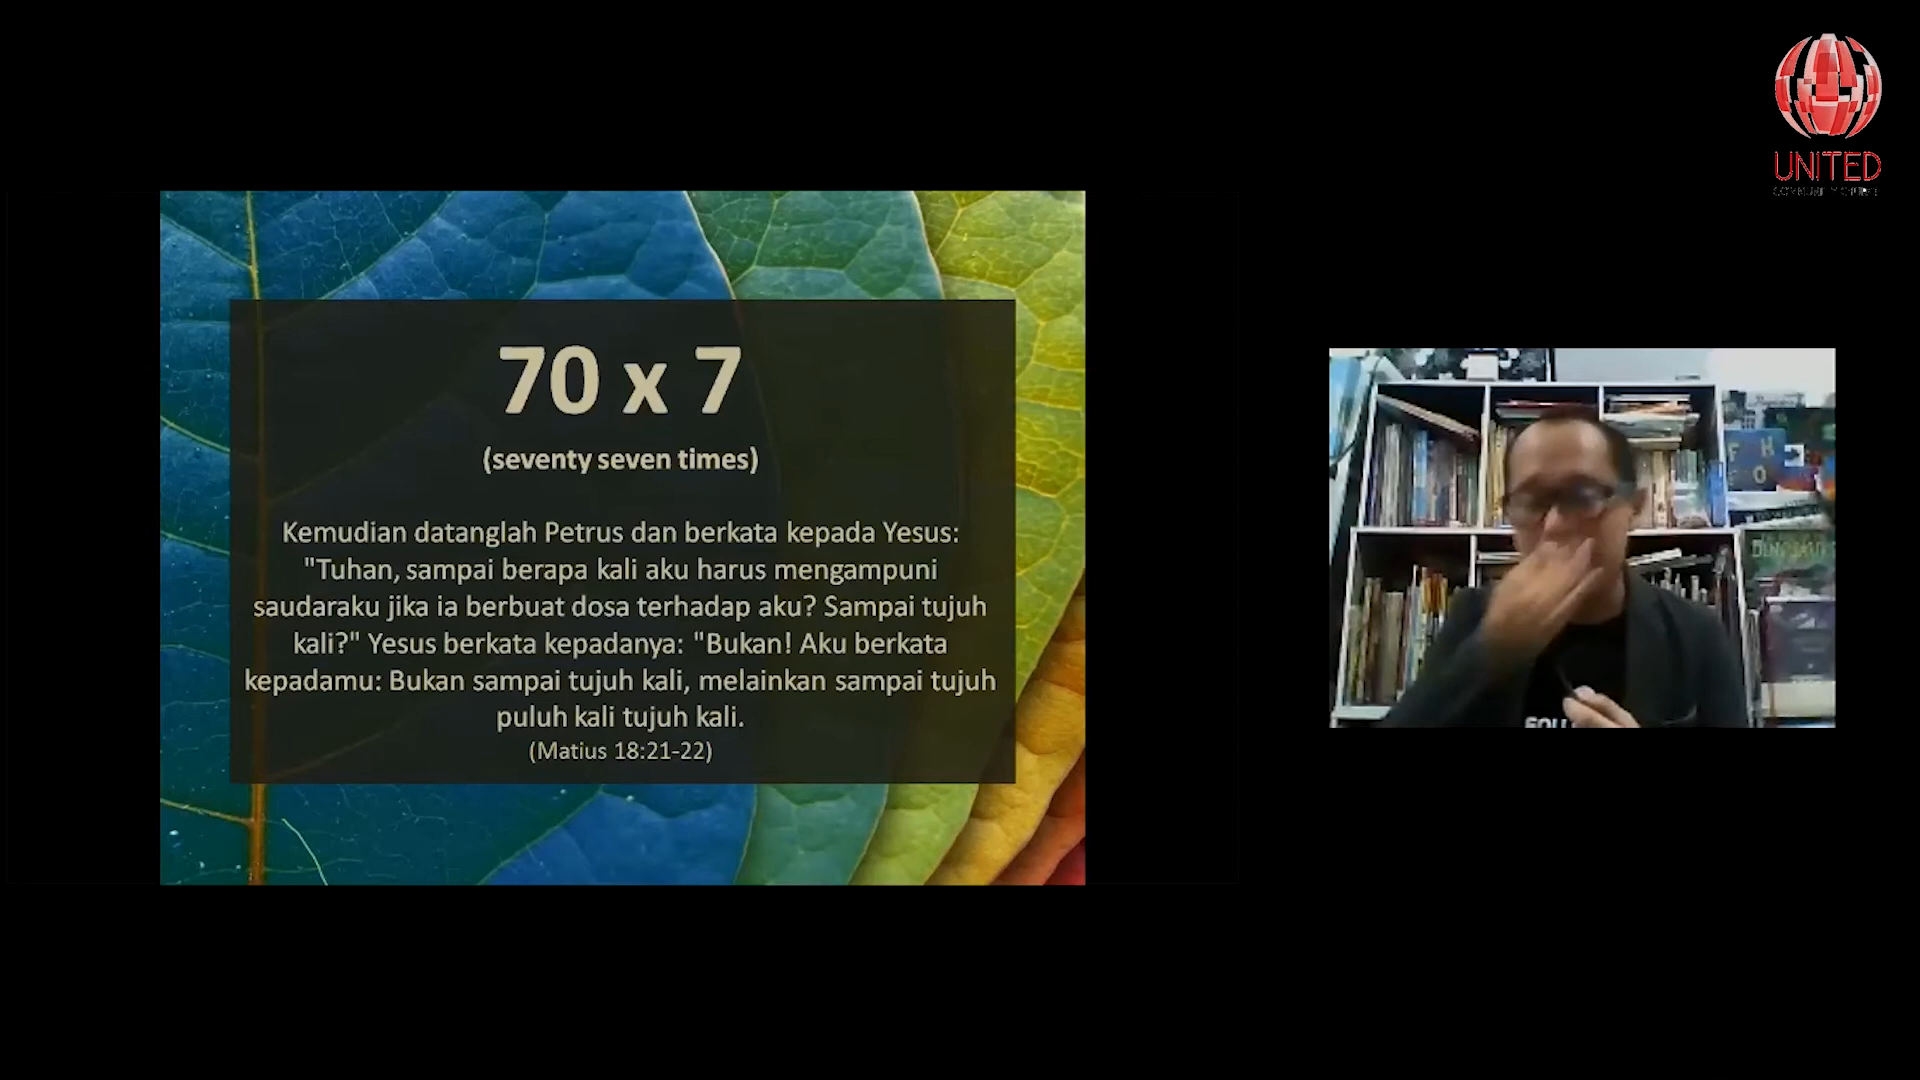 70 x 7
(seventy seven times)
Kemudian datanglah Petrus dan berkata kepada Yesus:
"Tuhan, sampai berapa kali aku harus mengampuni
saudaraku jika ia berbuat dosa terhadap aku? Sampai tujuh
kali?" Yesus berkata kepadanya: "Bukan! Aku berkata
kepadamu: Bukan sampai tujuh kali, melainkan sampai tujuh
puluh kali tujuh kali.
(Matius 18:21-22)
UNITED
F H
O